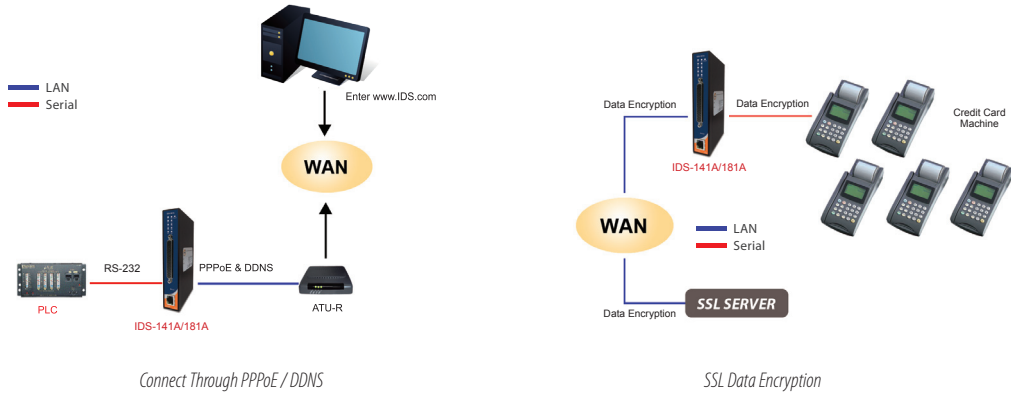 LAN
Serial
Enter www.IDS.com
WAN
RS-232
PPPoE & DDNS
PLC
IDS-141A/181A
ATU-R
Connect Through PPPoE / DDNS
Data Encryption
Data Encryption
Credit Card
Machine
IDS-141A/181A
WAN
LAN
Serial
Data Encryption
SSL SERVER
SSL Data Encryption